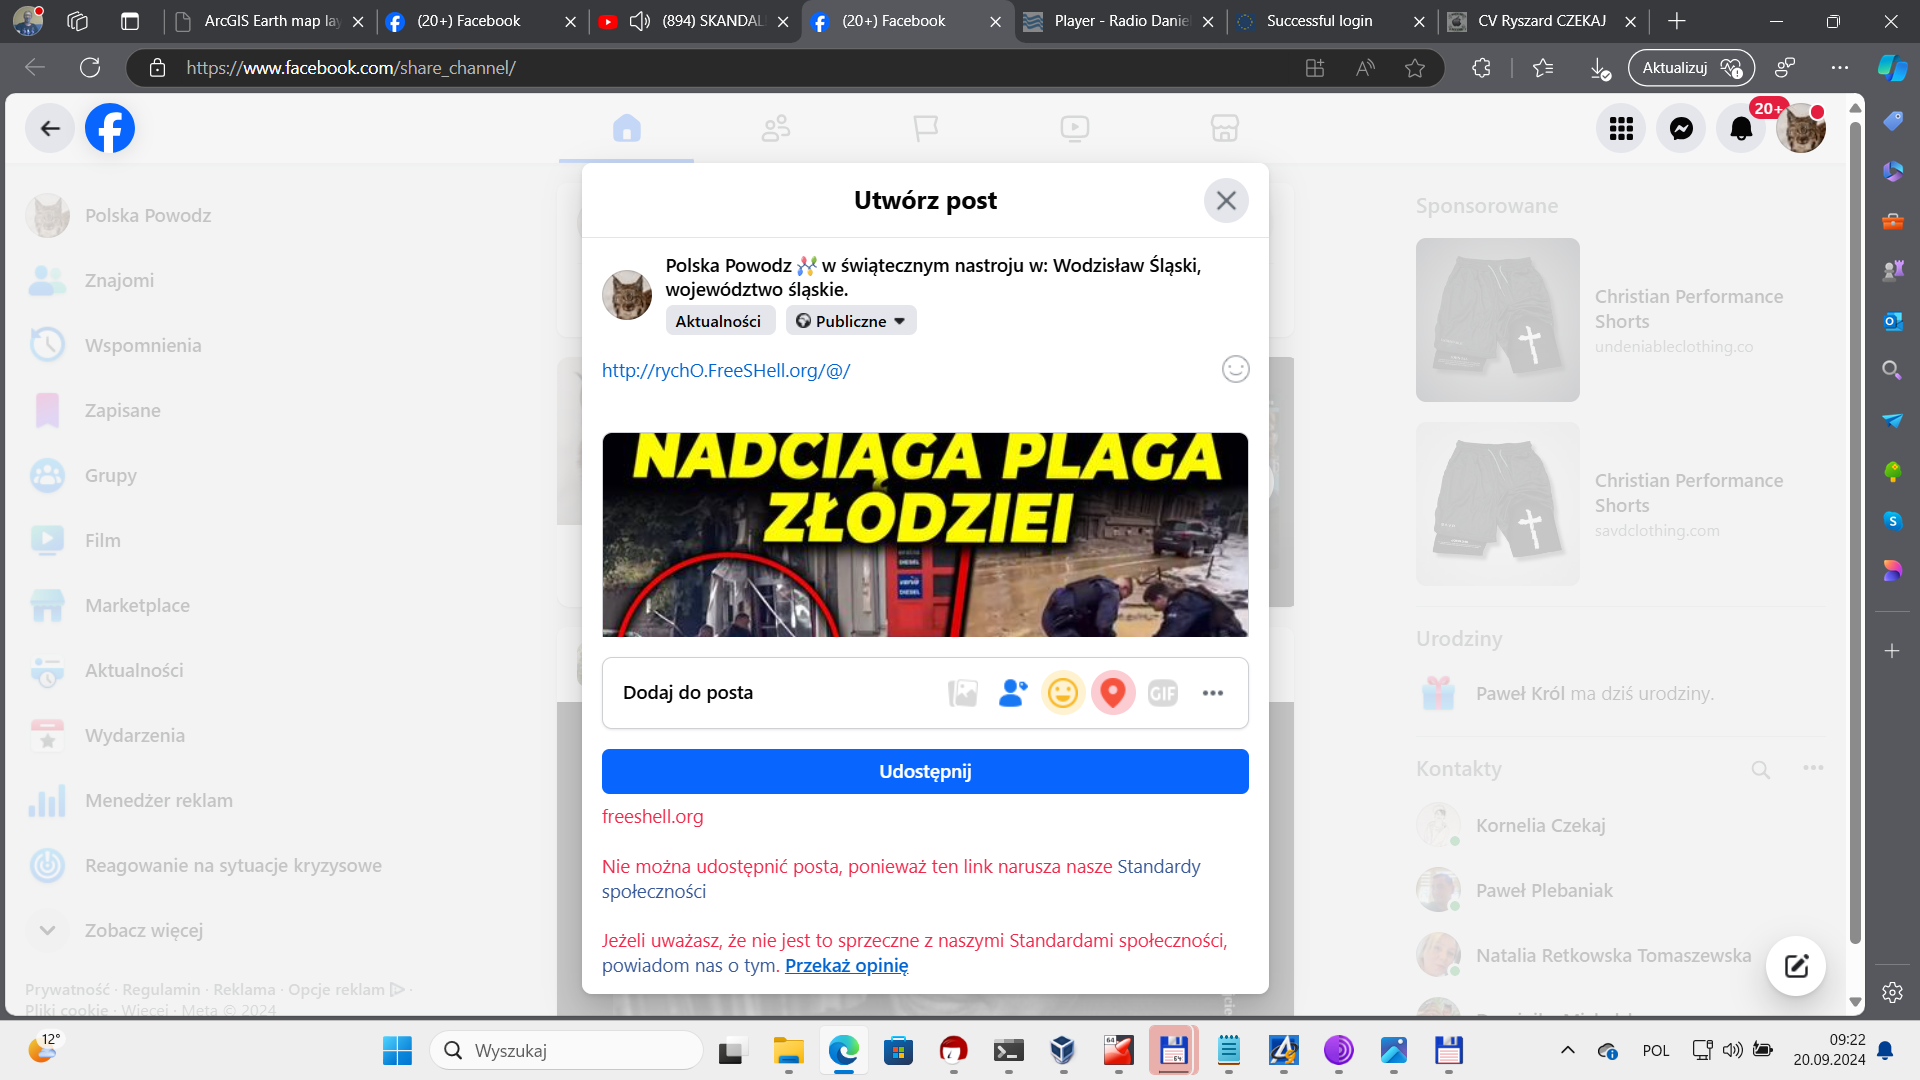 ArcGIS Earth map lay
(20+) Facebook
(894) SKANDAL
(20+) Facebook
Player - Radio Daniel
Successful login
CV Ryszard CZEKAJ
https://www.facebook.com/share_channel/
Aktualizuj
20+
Polska Powodz
Znajomi
Wspomnienia
Zapisane
Grupy
Film
Marketplace
Aktualności
Wydarzenia
Menedżer reklam
Reagowanie na sytuacje kryzysowe
Zobacz więcej
Prywatność · Regulamin · Reklama · Opcje reklam ·
Pliki cookie · Więcej · Meta © 2024
Utwórz post
Polska Powodz w świątecznym nastroju w: Wodzisław Śląski,
województwo śląskie.
Aktualności
Publiczne
http://rychO.FreeSHell.org/@/
NADCIĄGA PLAGA
ZŁODZIEI
DIESEL
verva
DIESEL
Dodaj do posta
GIF
Udostępnij
freeshell.org
Nie można udostępnić posta, ponieważ ten link narusza nasze Standardy
społeczności
Jeżeli uważasz, że nie jest to sprzeczne z naszymi Standardami społeczności,
powiadom nas o tym. Przekaż opinię
Sponsorowane
Christian Performance
Shorts
undeniableclothing.co
Christian Performance
Shorts
savdclothing.com
Urodziny
Paweł Król ma dziś urodziny.
Kontakty
Kornelia Czekaj
Paweł Plebaniak
Natalia Retkowska Tomaszewska
12°
Wyszukaj
64
64
POL
09:22
20.09.2024